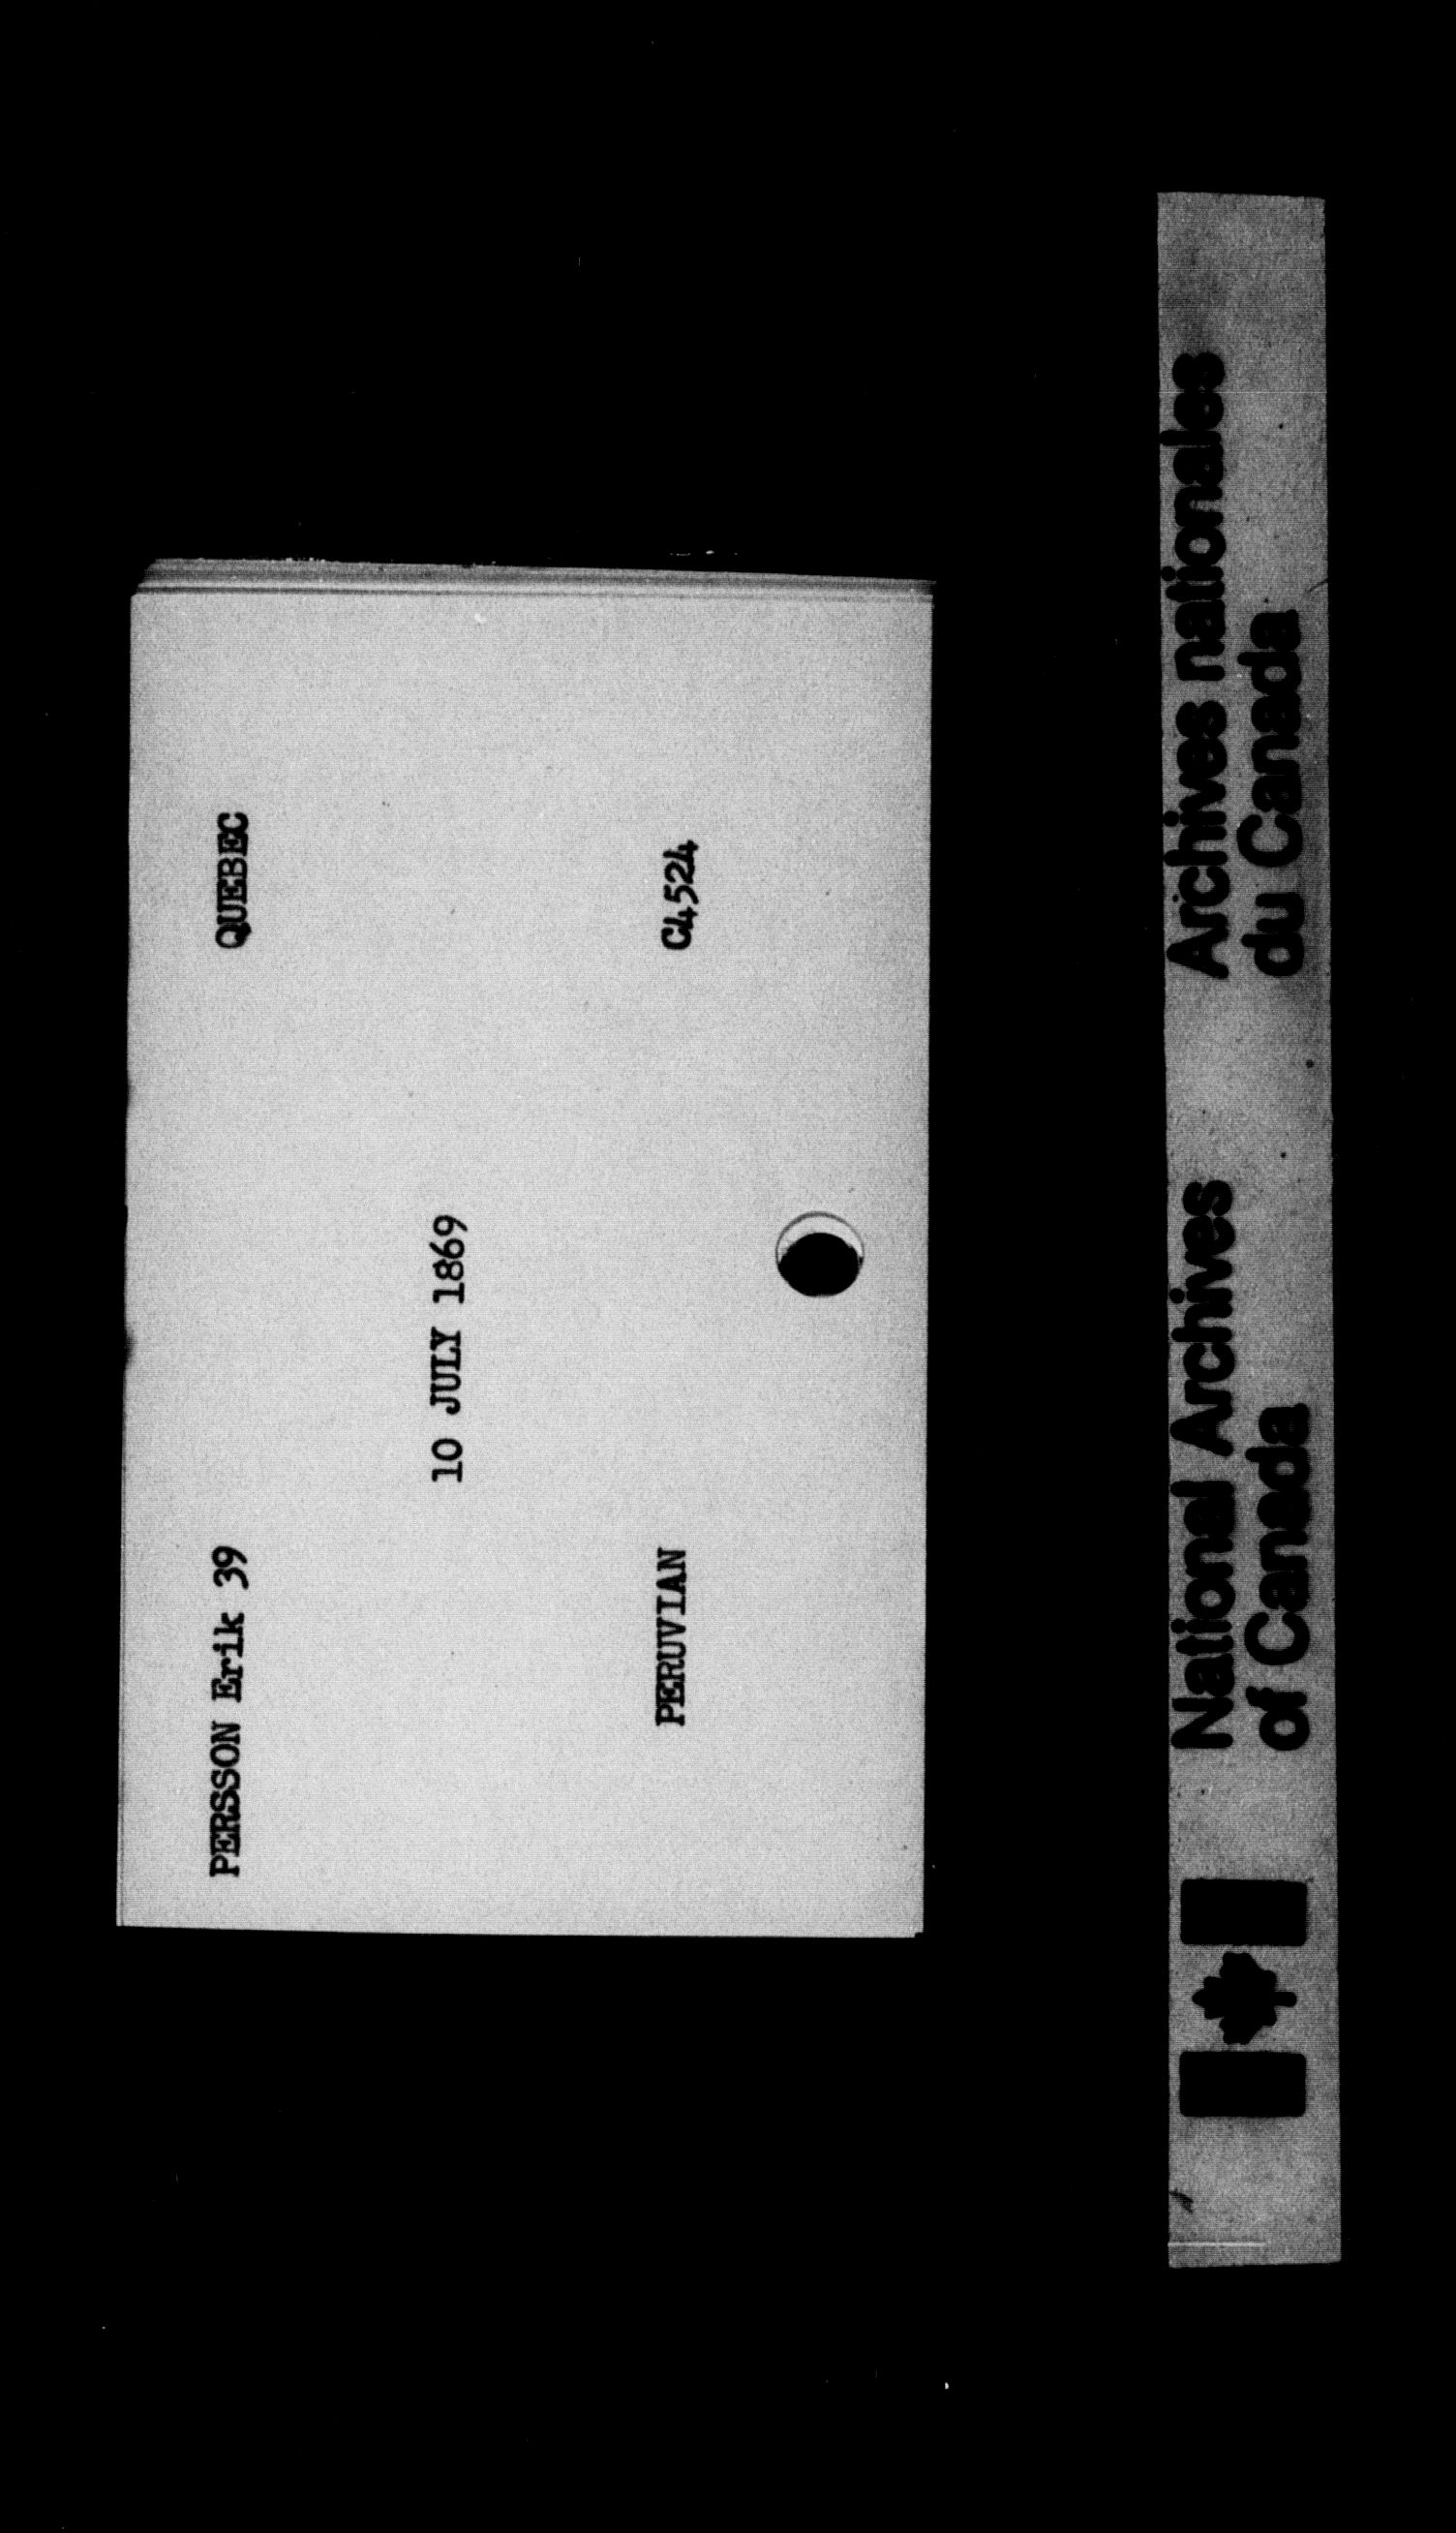 PERSSON Erik 39 QUEBEC
10 JULY 1869
PERUVIAN C4524
National Archives Archives nationales
of Canada du Canada